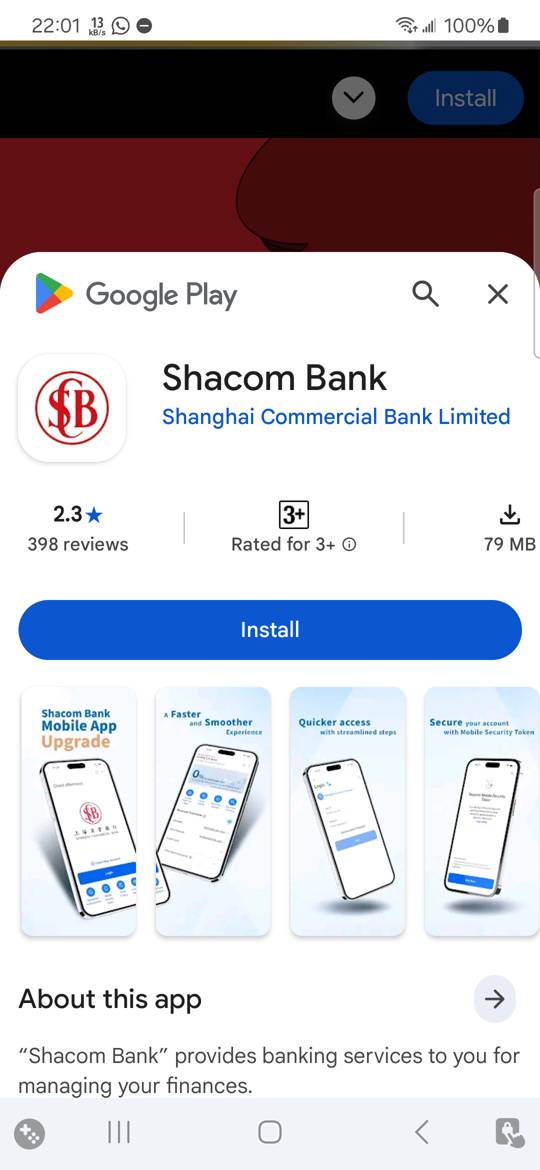 22:01 13 kB/s 100%
Install
Google Play
SCB
Shacom Bank
Shanghai Commercial Bank Limited
2.3★ 3+
398 reviews Rated for 3+ 79 MB
Install
Shacom Bank
Mobile App
Upgrade
A Faster
and Smoother
Experience
Quicker access
with streamlined steps
Login
Secure your account
with Mobile Security Token
About this app
“Shacom Bank” provides banking services to you for
managing your finances.